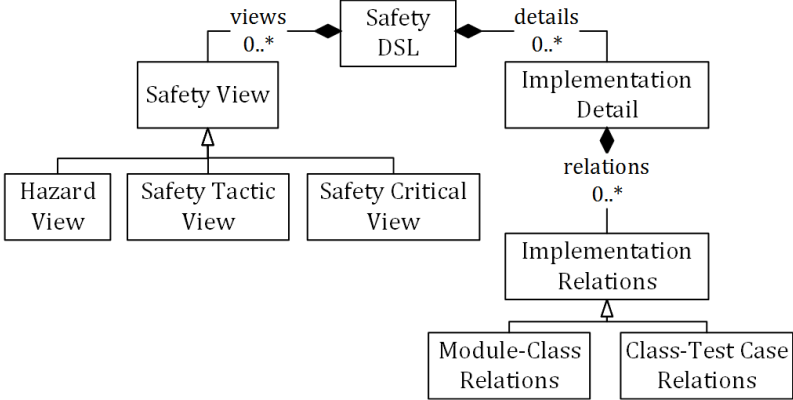 views
0..*
Safety
DSL
details
0..*
Safety View
Implementation
Detail
Hazard
View
Safety Tactic
View
Safety Critical
View
relations
0..*
Implementation
Relations
Module-Class
Relations
Class-Test Case
Relations